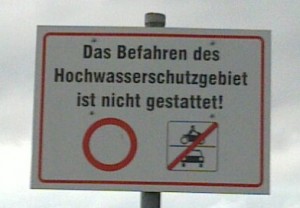 Das Befahren des
Hochwasserschutzgebiet
ist nicht gestattet!